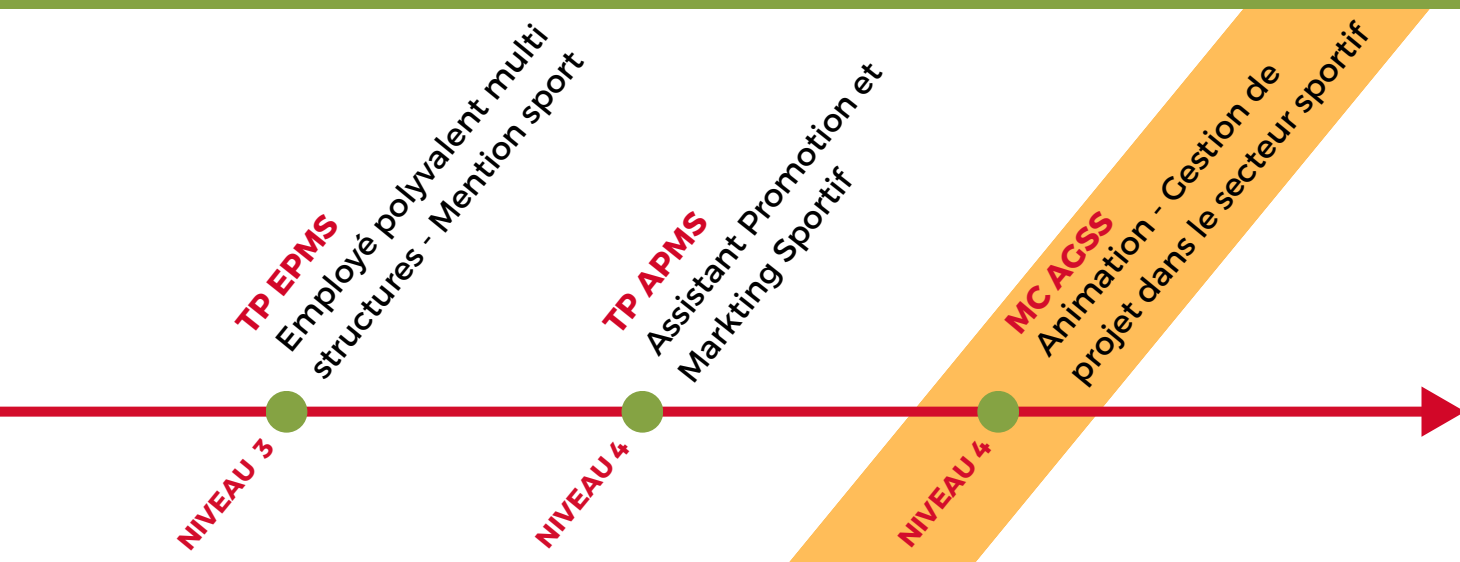 TP EPMS
Employé polyvalent multi
structures - Mention sport
NIVEAU 3
TP APMS
Assistant Promotion et
Markting Sportif
NIVEAU 4
MC AGSS
Animation - Gestion de
projet dans le secteur sportif
NIVEAU 4